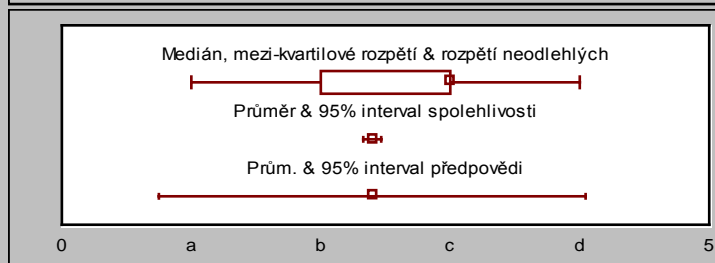 Medián, mezi-kvartilové rozpětí & rozpětí neodlehlých
Průměr & 95% interval spolehlivosti
Prům. & 95% interval předpovědi
0 a b c d 5